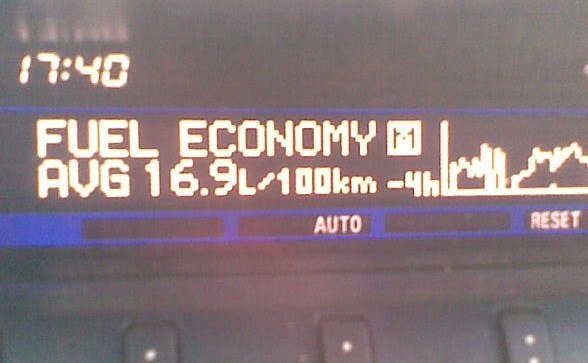 17:40
FUEL ECONOMY
AVG 16.9L/100km -4h
AUTO RESET